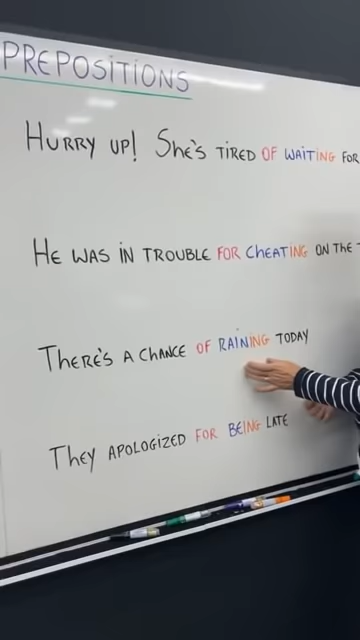 PREPOSITIONS
HURRY UP! SHE'S TIRED OF WAITING FOR
HE WAS IN TROUBLE FOR CHEATING ON THE
THERE'S A CHANCE OF RAINING TODAY
THEY APOLOGIZED FOR BEING LATE